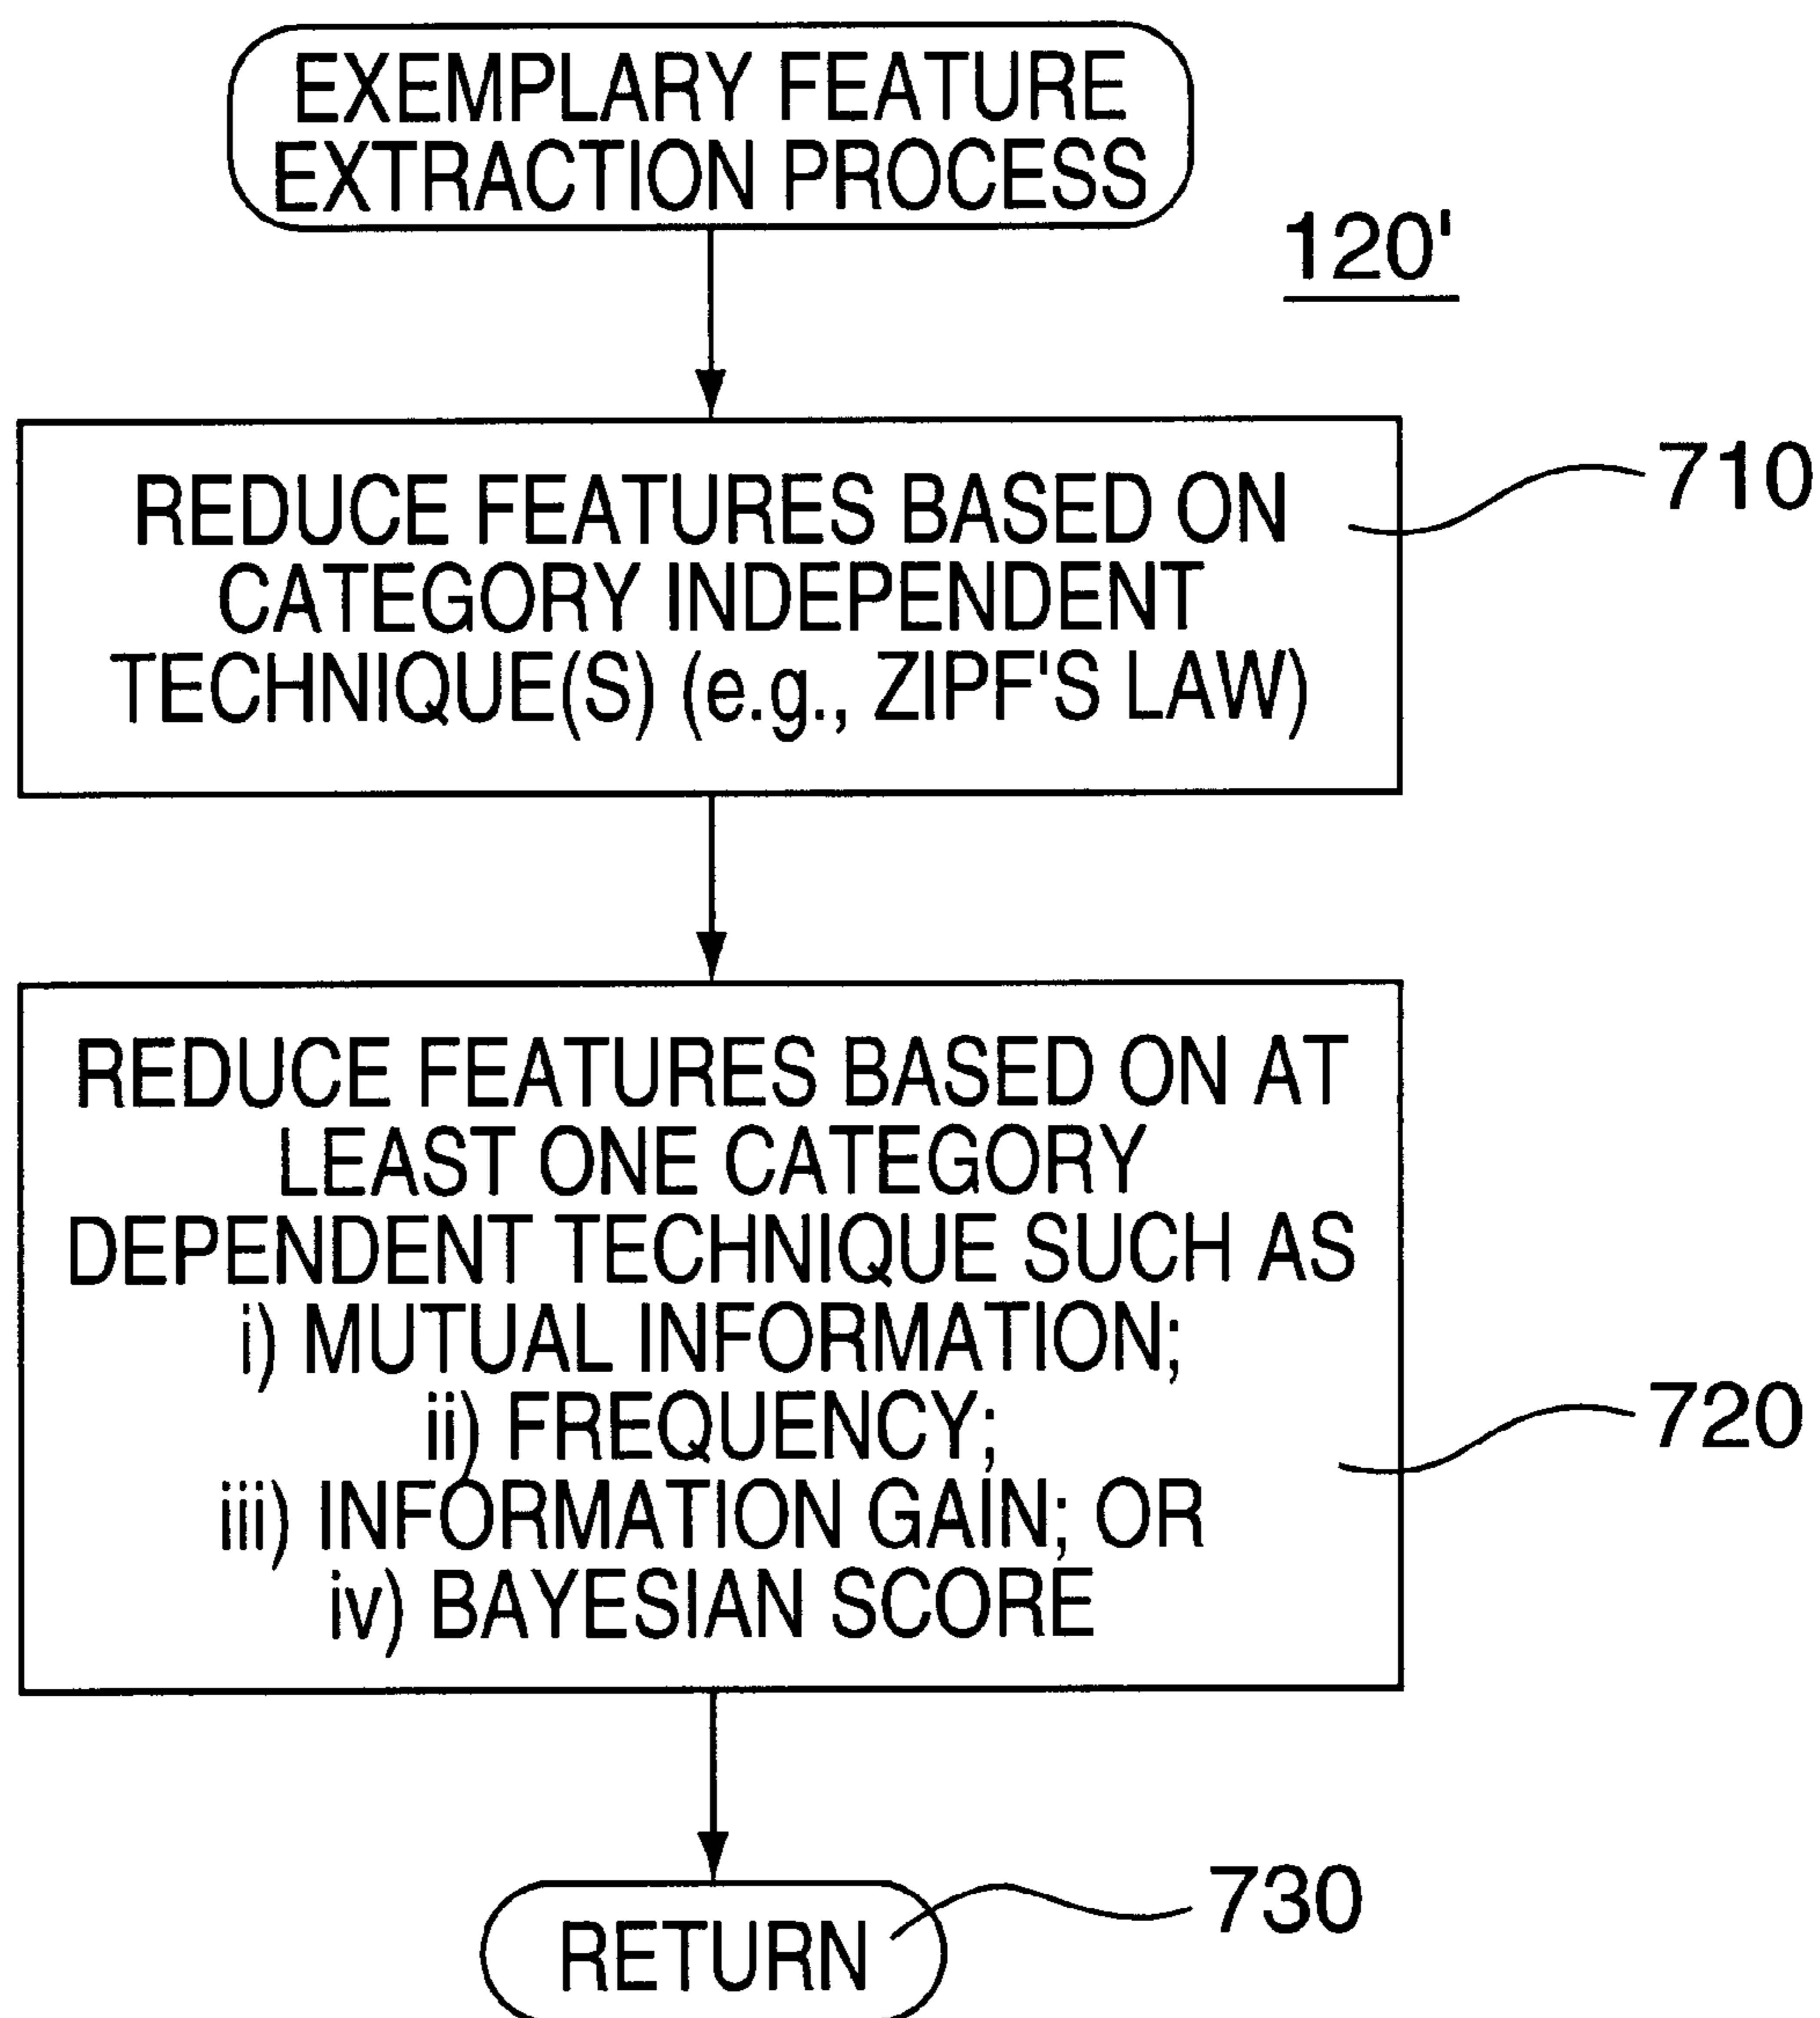 EXEMPLARY FEATURE
EXTRACTION PROCESS
120'
REDUCE FEATURES BASED ON
CATEGORY INDEPENDENT
TECHNIQUE(S) (e.g., ZIPF'S LAW)
710
REDUCE FEATURES BASED ON AT
LEAST ONE CATEGORY
DEPENDENT TECHNIQUE SUCH AS
i) MUTUAL INFORMATION;
ii) FREQUENCY;
iii) INFORMATION GAIN; OR
iv) BAYESIAN SCORE
720
RETURN
730